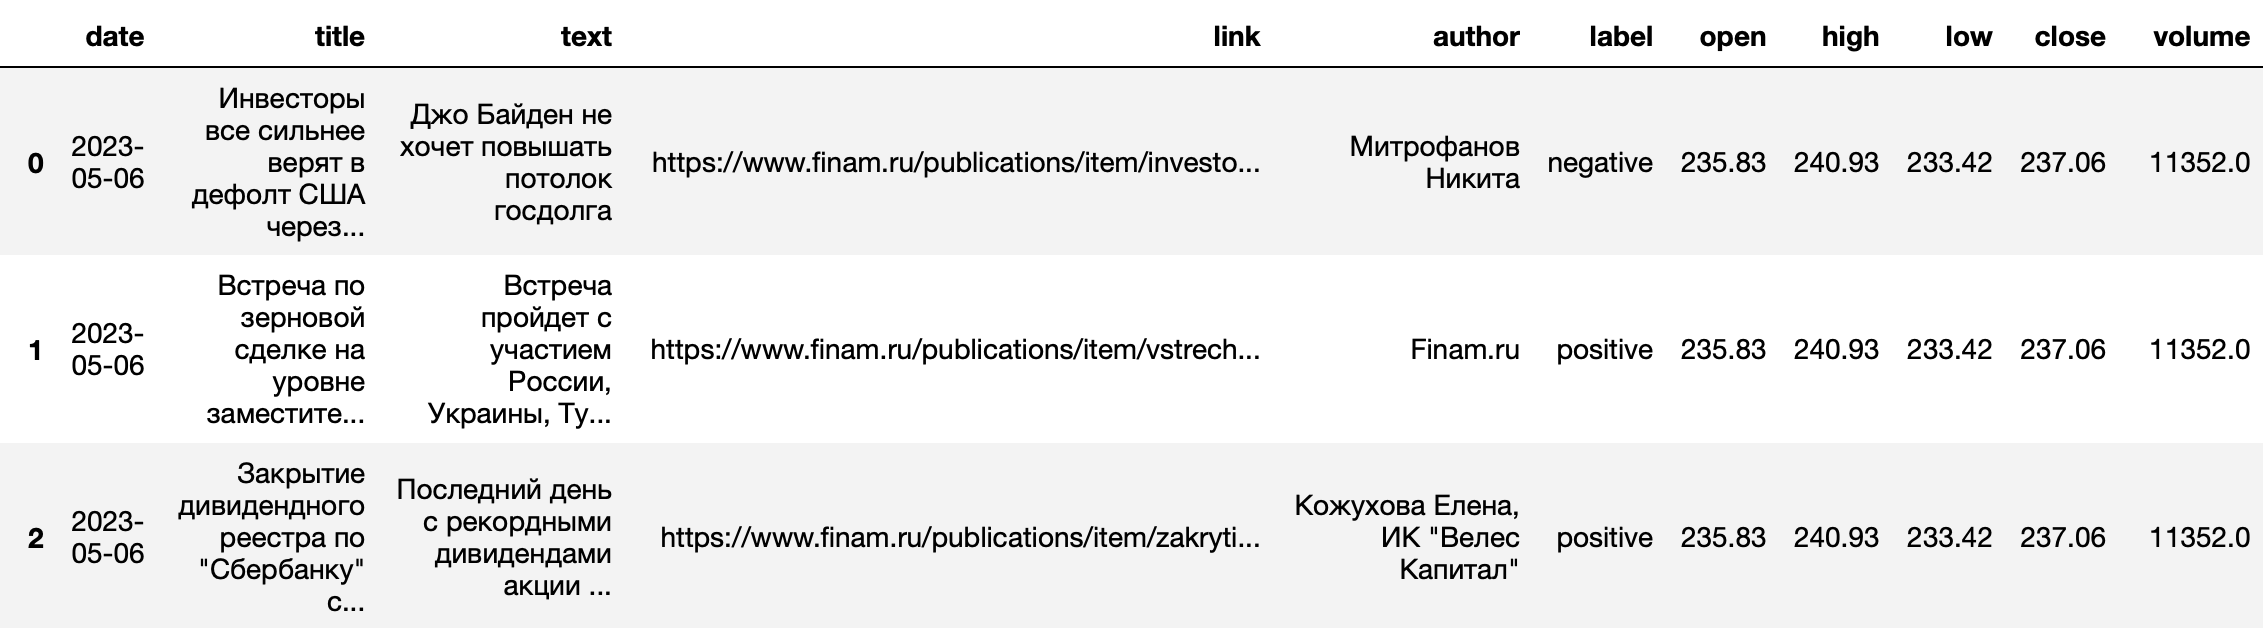 date title text link author label open high low close volume
0
2023-
05-06
Инвесторы
все сильнее
верят в
дефолт США
через...
Джо Байден не
хочет повышать
потолок
госдолга
https://www.finam.ru/publications/item/investo...
Митрофанов
Никита
negative 235.83 240.93 233.42 237.06 11352.0
1
2023-
05-06
Встреча по
зерновой
сделке на
уровне
заместите...
Встреча
пройдет с
участием
России,
Украины, Ту...
https://www.finam.ru/publications/item/vstrech...
Finam.ru
positive 235.83 240.93 233.42 237.06 11352.0
2
2023-
05-06
Закрытие
дивидендного
реестра по
"Сбербанку"
с...
Последний день
с рекордными
дивидендами
акции ...
https://www.finam.ru/publications/item/zakryti...
Кожухова Елена,
ИК "Велес
Капитал"
positive 235.83 240.93 233.42 237.06 11352.0